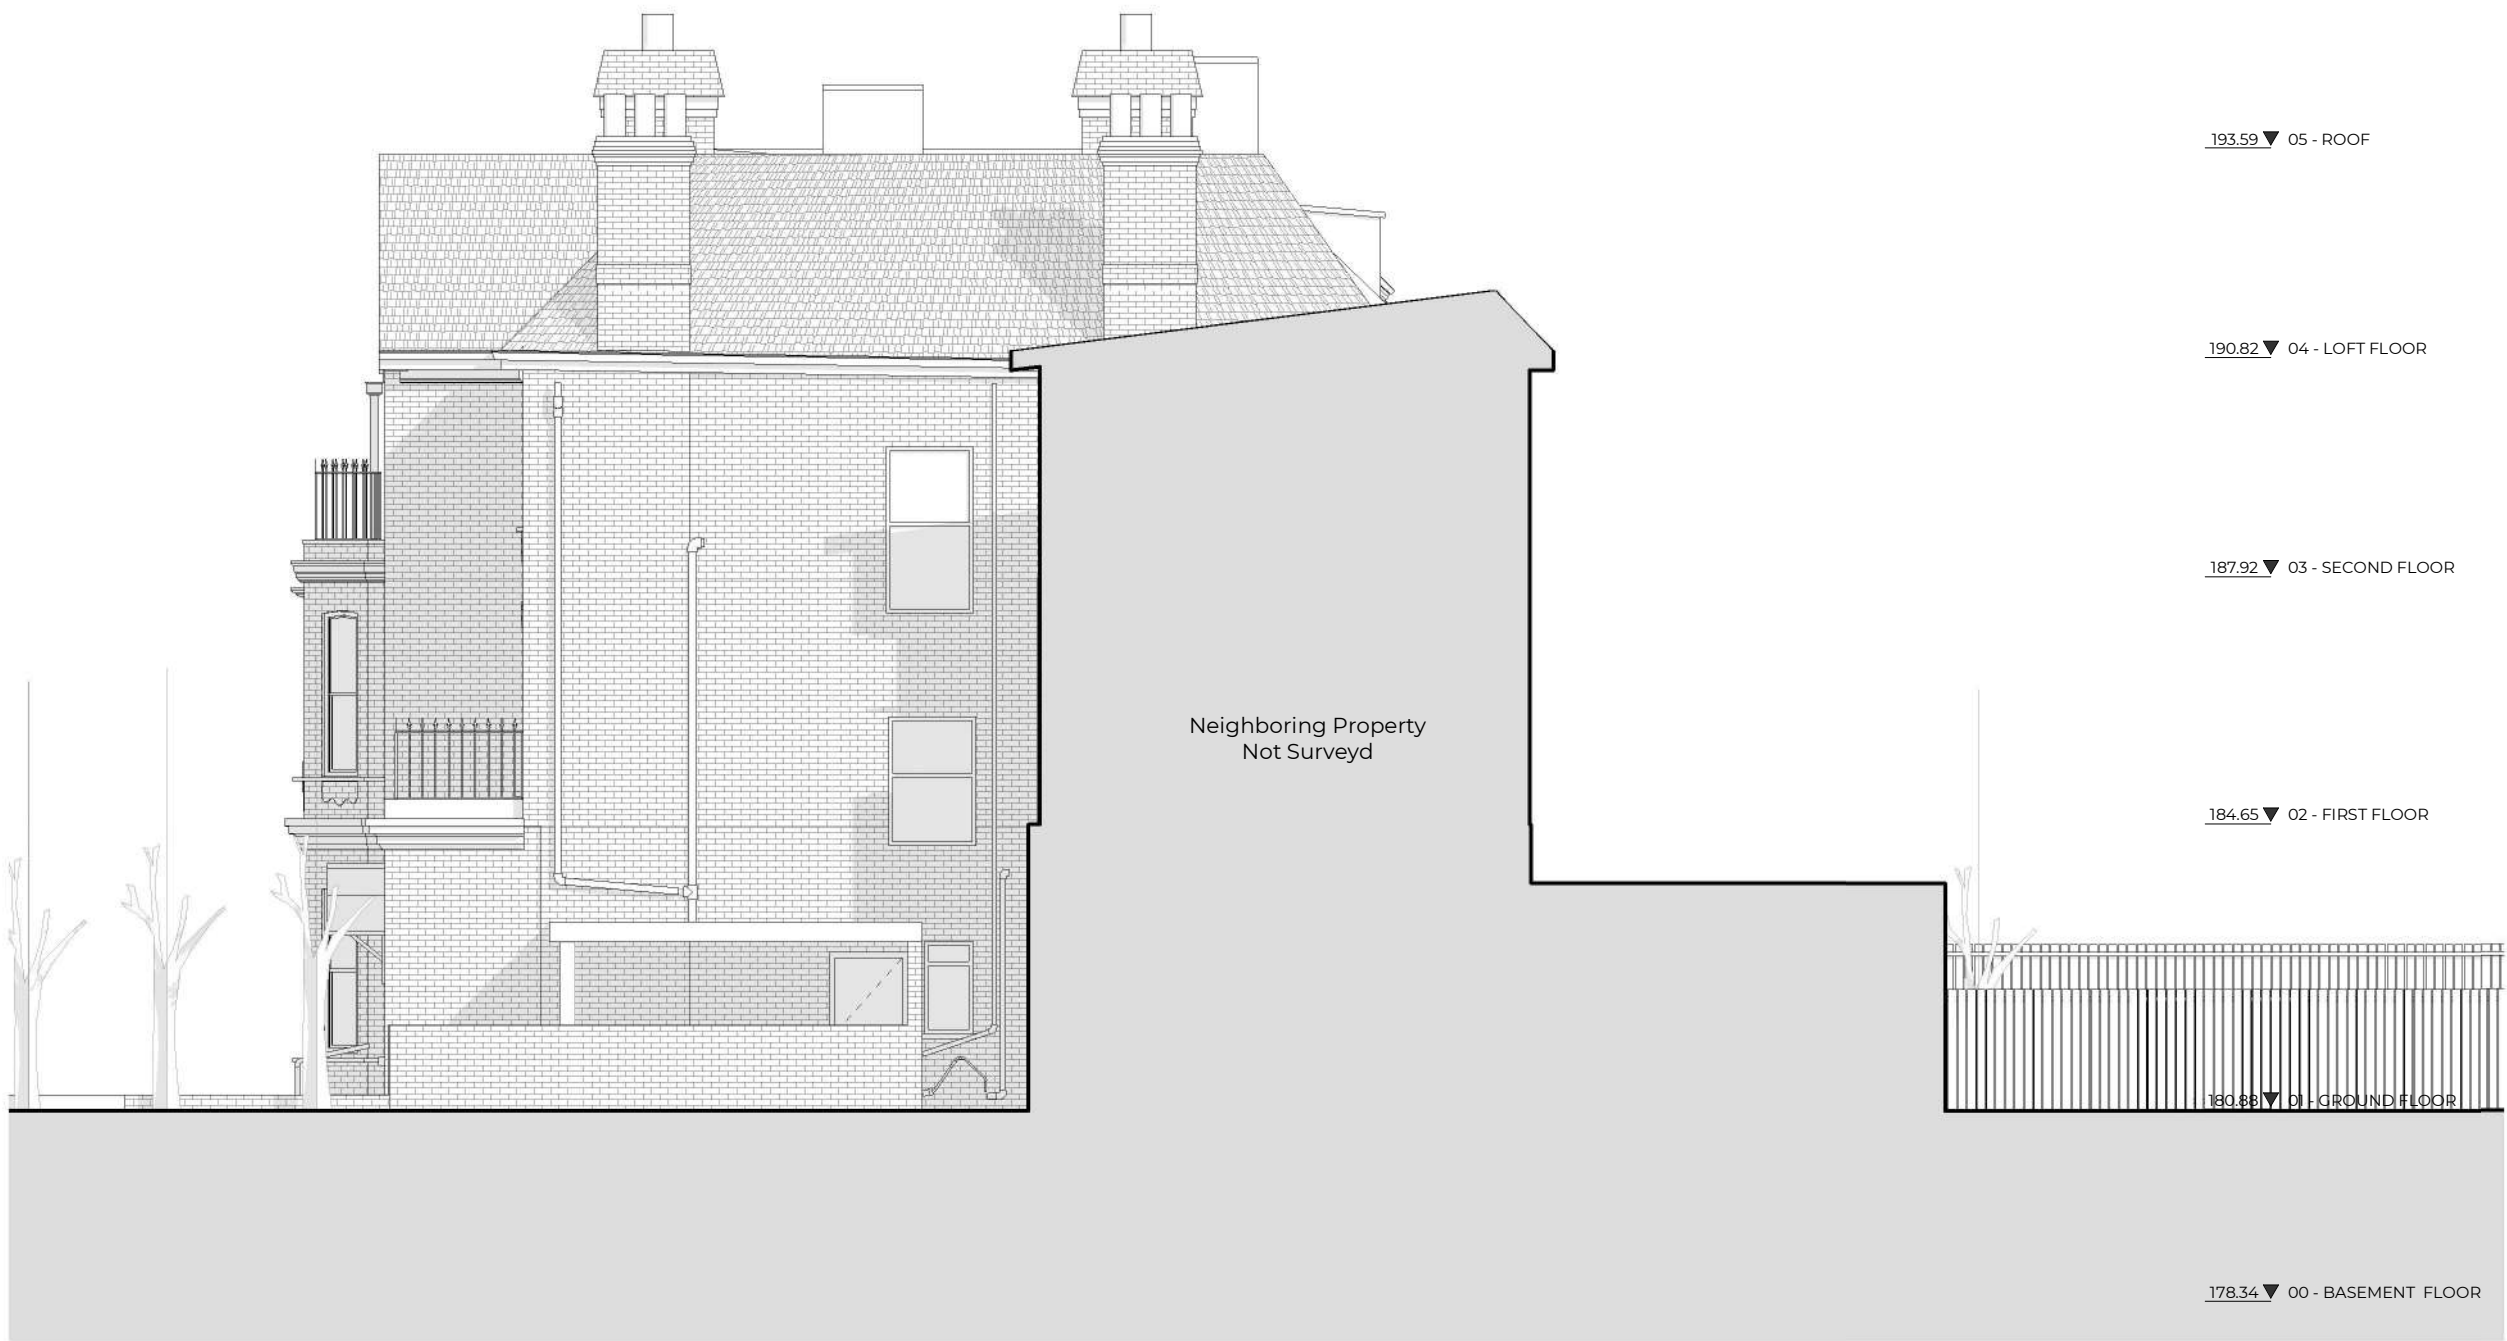 193.59 ▼ 05 - ROOF
190.82 ▼ 04 - LOFT FLOOR
187.92 ▼ 03 - SECOND FLOOR
Neighboring Property
Not Surveyd
184.65 ▼ 02 - FIRST FLOOR
180.88 ▼ 01 - GROUND FLOOR
178.34 ▼ 00 - BASEMENT FLOOR